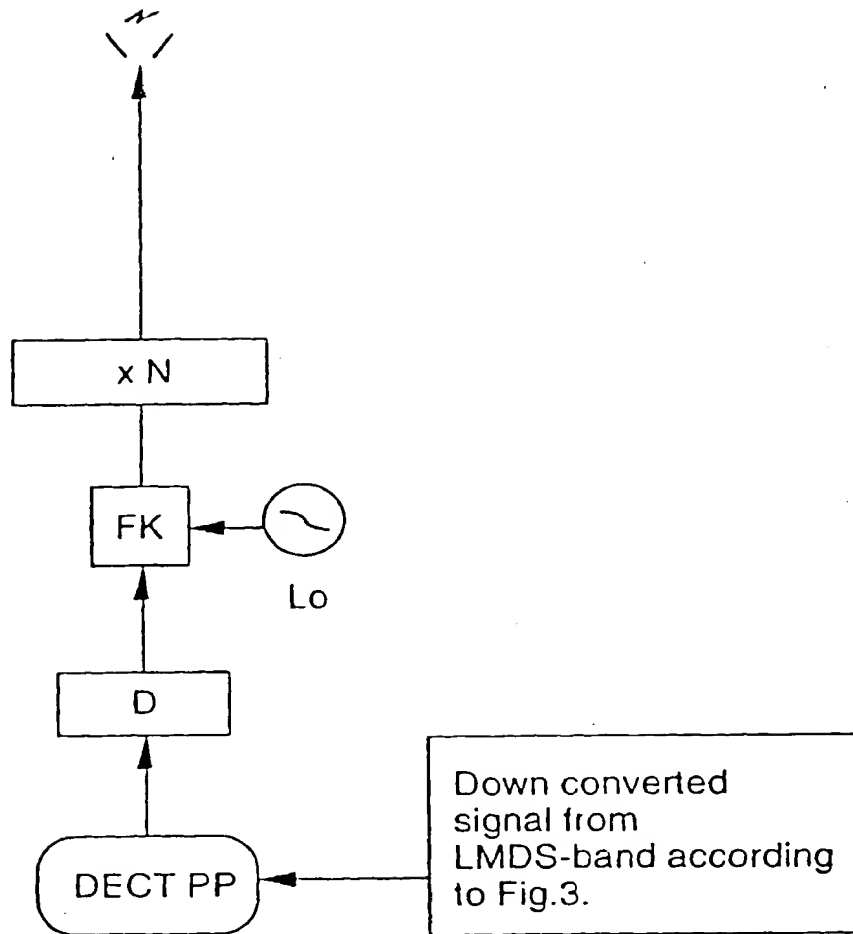 x N
FK
Lo
D
DECT PP
Down converted
signal from
LMDS-band according
to Fig.3.